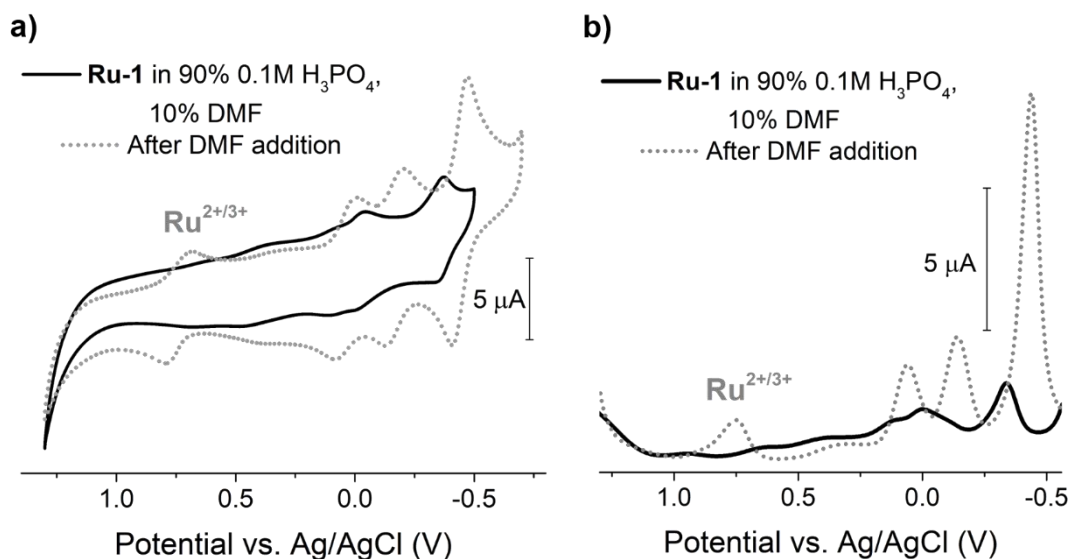 a)
Ru-1 in 90% 0.1M H₃PO₄,
10% DMF
After DMF addition
Ru²⁺/³⁺
5 μA
1.0 0.5 0.0 -0.5
Potential vs. Ag/AgCl (V)
b)
Ru-1 in 90% 0.1M H₃PO₄,
10% DMF
After DMF addition
Ru²⁺/³⁺
5 μA
1.0 0.5 0.0 -0.5
Potential vs. Ag/AgCl (V)